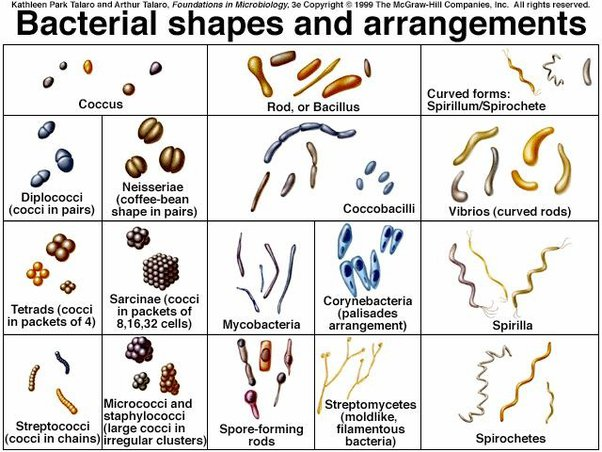 Kathleen Park Talaro and Arthur Talaro, Foundations in Microbiology, 3e Copyright © 1999 The McGraw-Hill Companies, Inc. All rights reserved.
Bacterial shapes and arrangements
Coccus
Rod, or Bacillus
Curved forms:
Spirillum/Spirochete
Diplococci
(cocci in pairs)
Neisseriae
(coffee-bean
shape in pairs)
Coccobacilli
Vibrios (curved rods)
Tetrads (cocci
in packets of 4)
Sarcinae (cocci
in packets of
8,16,32 cells)
Mycobacteria
Corynebacteria
(palisades
arrangement)
Spirilla
Streptococci
(cocci in chains)
Micrococci and
staphylococci
(large cocci in
irregular clusters)
Spore-forming
rods
Streptomycetes
(moldlike,
filamentous
bacteria)
Spirochetes